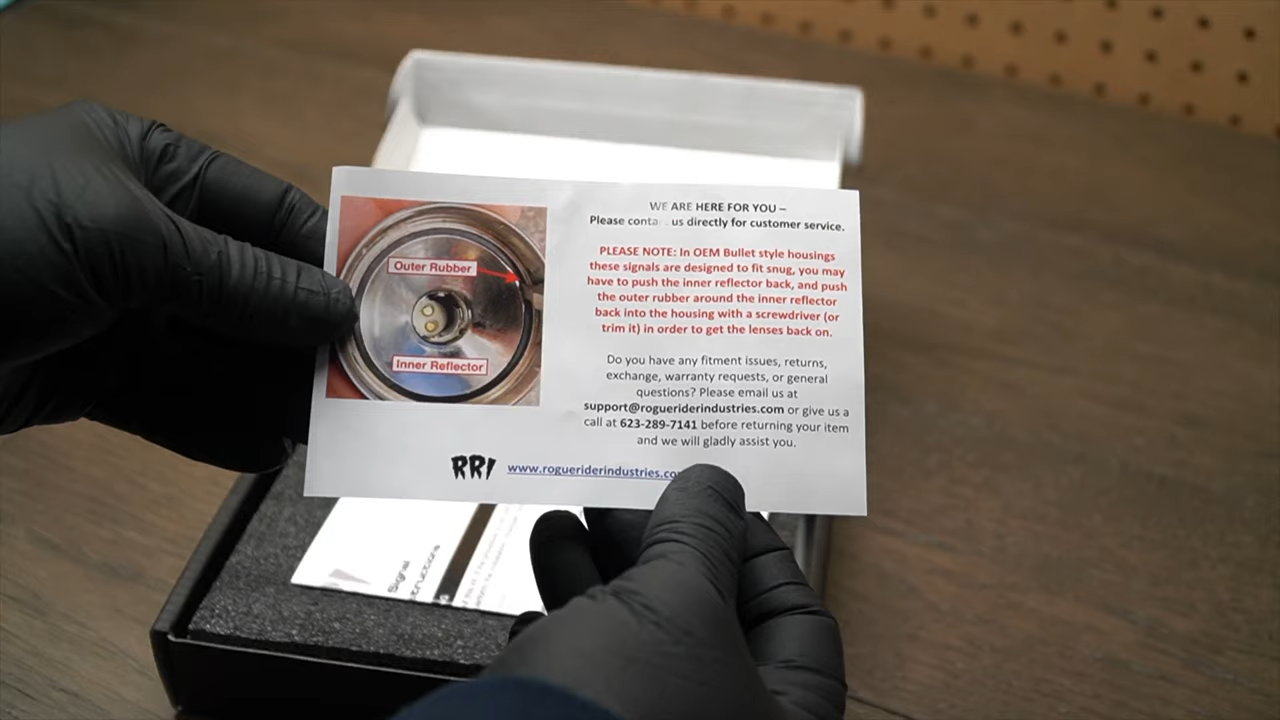 WE ARE HERE FOR YOU –
Please conta us directly for customer service.
PLEASE NOTE: In OEM Bullet style housings
these signals are designed to fit snug, you may
have to push the inner reflector back, and push
the outer rubber around the inner reflector
back into the housing with a screwdriver (or
trim it) in order to get the lenses back on.
Do you have any fitment issues, returns,
exchange, warranty requests, or general
questions? Please email us at
support@rogueriderindustries.com or give us a
call at 623-289-7141 before returning your item
and we will gladly assist you.
Outer Rubber
Inner Reflector
RRI www.rogueriderindustries.co
Signal